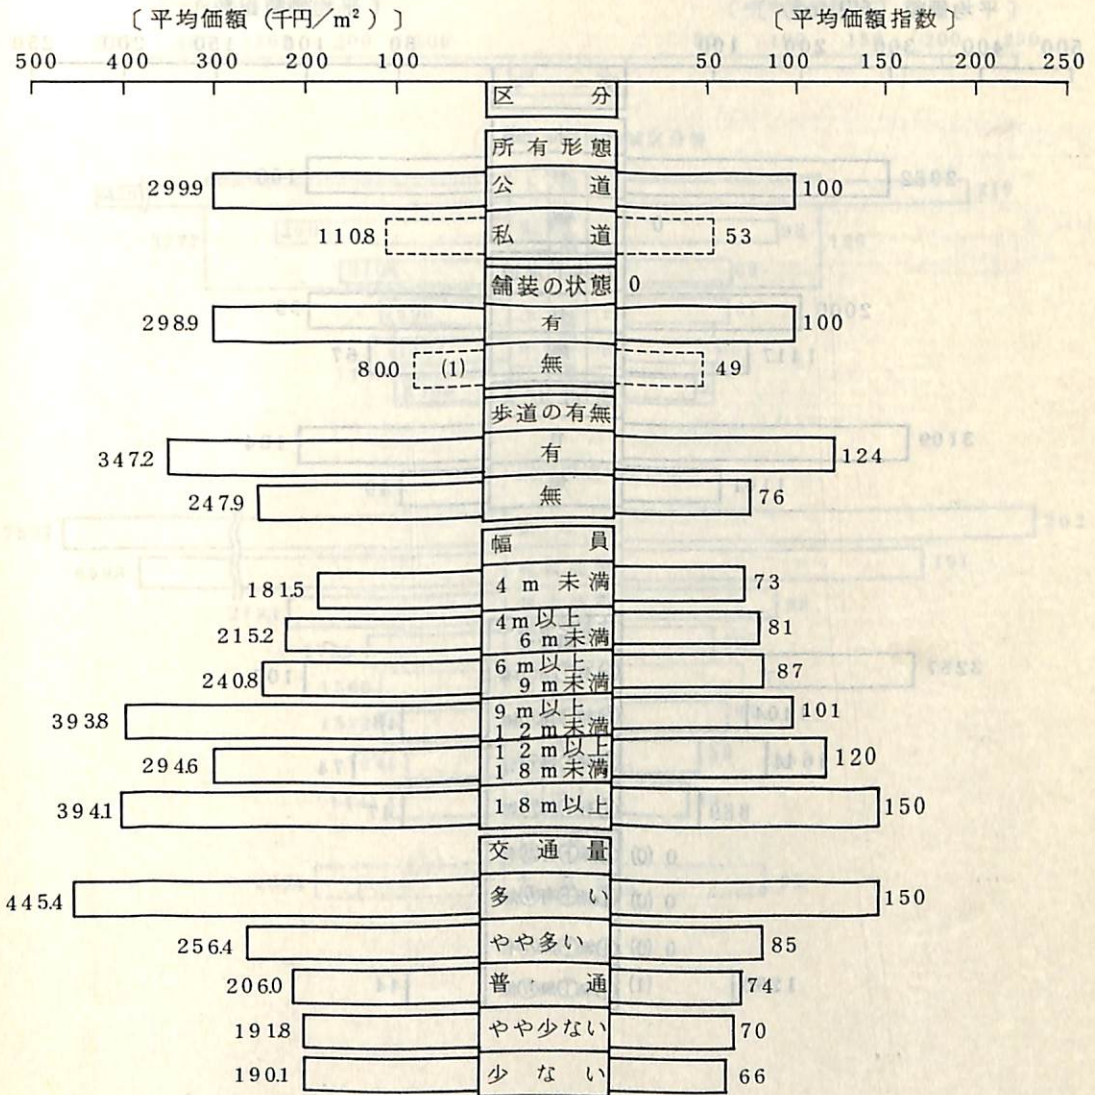 〔平均価額（千円／m²）〕 〔平均価額指数〕
500 400 300 200 100 50 100 150 200 250
区分
所有形態
299.9 公道 100
110.8 私道 53
舗装の状態 0
298.9 有 100
80.0 (1) 無 49
歩道の有無
347.2 有 124
247.9 無 76
幅員
181.5 4m未満 73
215.2 4m以上 81
6m未満
240.8 6m以上 87
9m未満
393.8 9m以上 101
12m未満
294.6 12m以上 120
18m未満
394.1 18m以上 150
交通量
445.4 多い 150
256.4 やや多い 85
206.0 普通 74
191.8 やや少ない 70
190.1 少ない 66